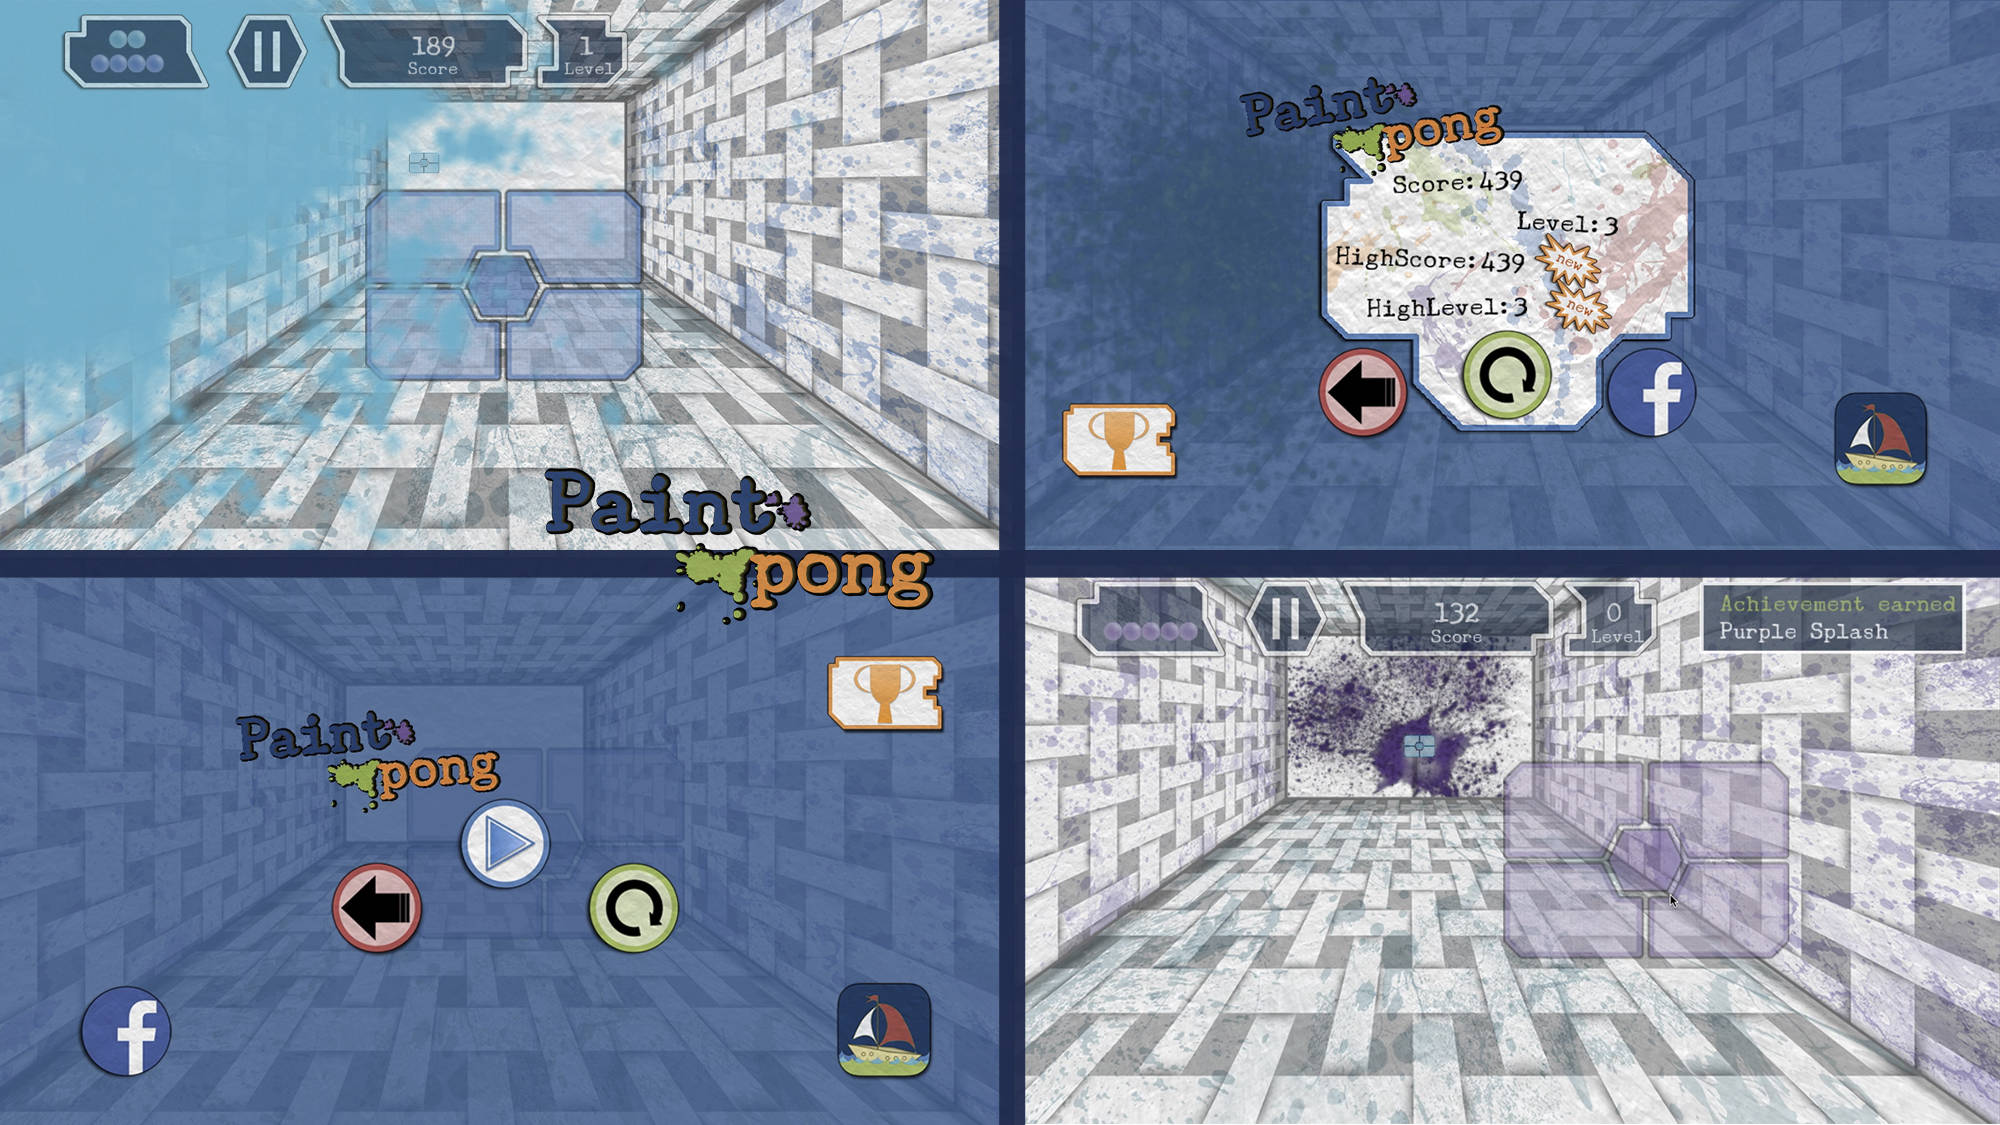 189
Score
1
Level
Paint
pong
Score: 439
Level: 3
HighScore: 439
new
HighLevel: 3
new
f
Paint
pong
Paint
pong
f
132
Score
0
Level
Achievement earned
Purple Splash